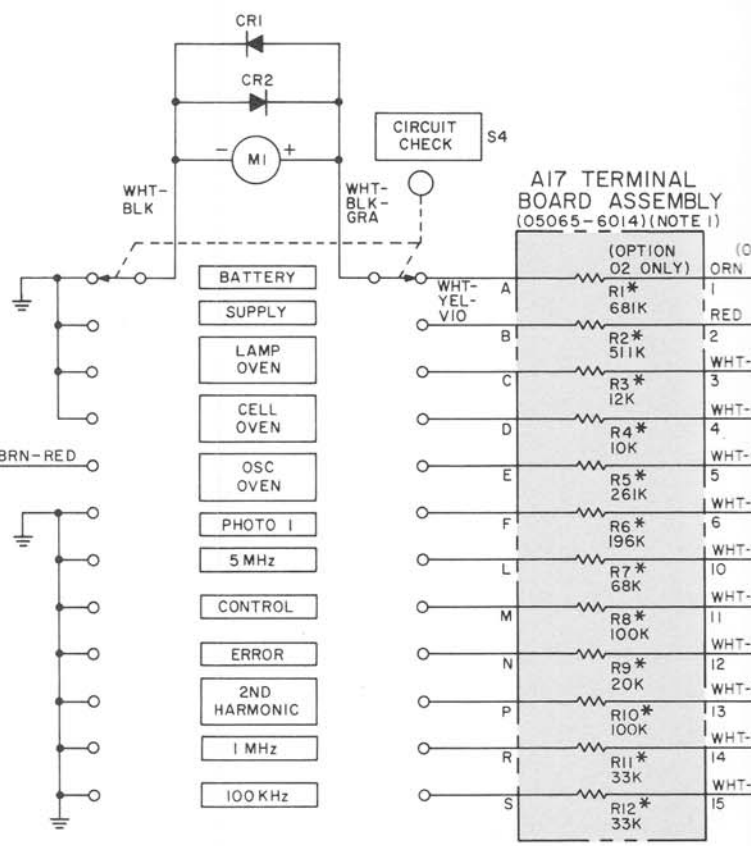 CR1
CR2
- M1 +
CIRCUIT
CHECK
S4
WHT-
BLK
WHT-
BLK-
GRA
A17 TERMINAL
BOARD ASSEMBLY
(05065-6014)(NOTE 1)
(OPTION
02 ONLY)
(O
BATTERY
WHT-
YEL-
VIO
A
R1*
681K
ORN
1
SUPPLY
B
R2*
511K
RED
2
LAMP
OVEN
C
R3*
12K
WHT-
3
CELL
OVEN
D
R4*
10K
WHT-
4
BRN-RED
OSC
OVEN
E
R5*
261K
WHT-
5
PHOTO I
F
R6*
196K
WHT-
6
5 MHz
L
R7*
68K
WHT-
10
CONTROL
M
R8*
100K
WHT-
11
ERROR
N
R9*
20K
WHT-
12
2ND
HARMONIC
P
R10*
100K
WHT-
13
1 MHz
R
R11*
33K
WHT-
14
100KHz
S
R12*
33K
WHT-
15